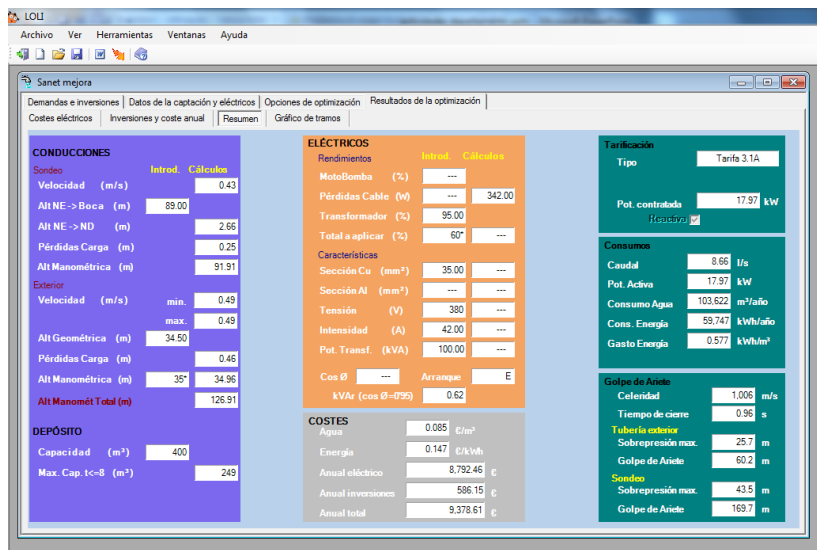 LOLI
Archivo Ver Herramientas Ventanas Ayuda
Sanet mejora
Demandas e inversiones Datos de la captación y eléctricos Opciones de optimización Resultados de la optimización
Costes eléctricos Inversiones y coste anual Resumen Gráfico de tramos
CONDUCCIONES
Sondeo Introd. Cálculos
Velocidad (m/s) 0.43
Alt NE->Boca (m) 89.00
Alt NE->ND (m) 2.66
Pérdidas Carga (m) 0.25
Alt Manométrica (m) 91.91
Exterior
Velocidad (m/s) min. 0.49
max. 0.49
Alt Geométrica (m) 34.50
Pérdidas Carga (m) 0.46
Alt Manométrica (m) 35* 34.96
Alt Manomét Total (m) 126.91
DEPÓSITO
Capacidad (m³) 400
Max. Cap. t<=8 (m³) 249
ELÉCTRICOS
Rendimientos Introd. Cálculos
MotoBomba (%) ---
Pérdidas Cable (W) --- 342.00
Transformador (%) 95.00
Total a aplicar (%) 60* ---
Características
Sección Cu (mm²) 35.00 ---
Sección Al (mm²) --- ---
Tensión (V) 380 ---
Intensidad (A) 42.00 ---
Pot. Transf. (kVA) 100.00 ---
Cos Ø --- Arranque E
kVAr (cos Ø=0'95) 0.62
COSTES
Agua 0.085 €/m³
Energía 0.147 €/kWh
Anual eléctrico 8,792.46 €
Anual inversiones 586.15 €
Anual total 9,378.61 €
Tarificación
Tipo Tarifa 3.1A
Pot. contratada 17.97 kW
Reactiva
Consumos
Caudal 8.66 l/s
Pot. Activa 17.97 kW
Consumo Agua 103,622 m³/año
Cons. Energía 59,747 kWh/año
Gasto Energía 0.577 kWh/m³
Golpe de Ariete
Celeridad 1,006 m/s
Tiempo de cierre 0.96 s
Tubería exterior
Sobrepresión max. 25.7 m
Golpe de Ariete 60.2 m
Sondeo
Sobrepresión max. 43.5 m
Golpe de Ariete 169.7 m